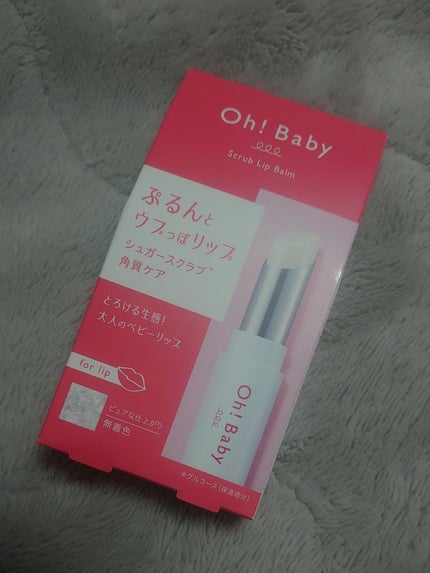 Oh! Baby
Scrub Lip Balm
ぷるんと
ウブっぽリップ
シュガースクラブ*
角質ケア
とろける生感!
大人のベビーリップ
for lip
ピュアな仕上がり
無着色
Oh! Baby
*グルコース(保湿成分)